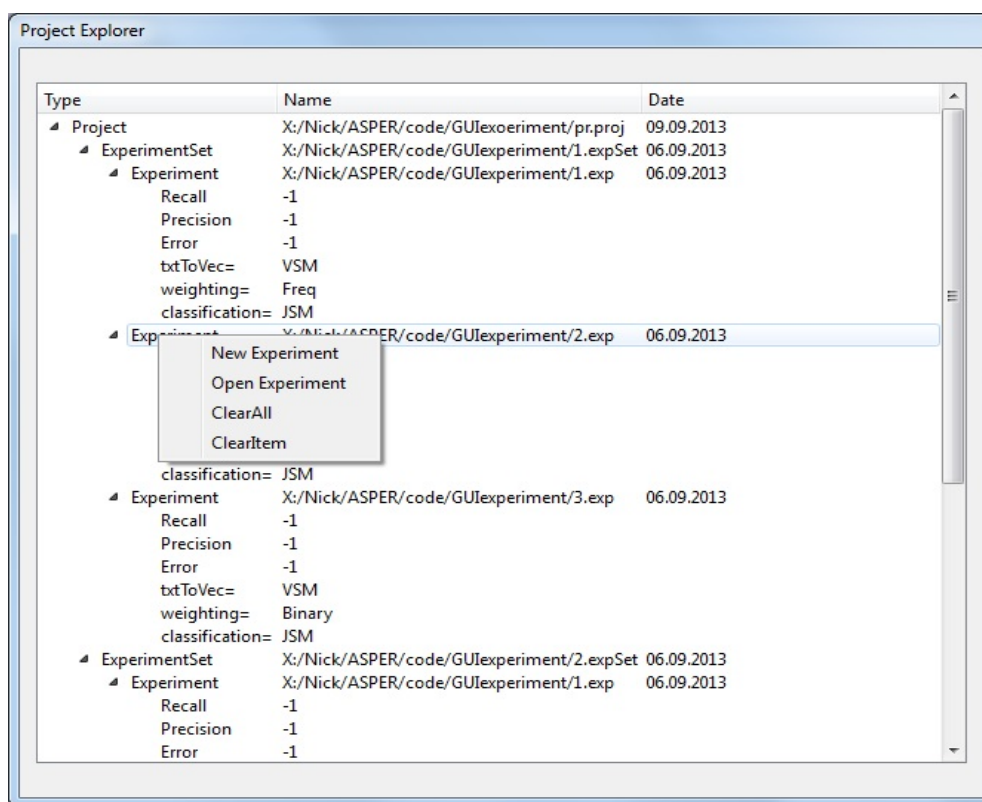 Project Explorer
Type Name Date
Project X:/Nick/ASPER/code/GUIexoeriment/pr.proj 09.09.2013
ExperimentSet X:/Nick/ASPER/code/GUIexperiment/1.expSet 06.09.2013
Experiment X:/Nick/ASPER/code/GUIexperiment/1.exp 06.09.2013
Recall -1
Precision -1
Error -1
txtToVec= VSM
weighting= Freq
classification= JSM
Experiment X:/Nick/ASPER/code/GUIexperiment/2.exp 06.09.2013
New Experiment
Open Experiment
ClearAll
ClearItem
classification= JSM
Experiment X:/Nick/ASPER/code/GUIexperiment/3.exp 06.09.2013
Recall -1
Precision -1
Error -1
txtToVec= VSM
weighting= Binary
classification= JSM
ExperimentSet X:/Nick/ASPER/code/GUIexperiment/2.expSet 06.09.2013
Experiment X:/Nick/ASPER/code/GUIexperiment/1.exp 06.09.2013
Recall -1
Precision -1
Error -1